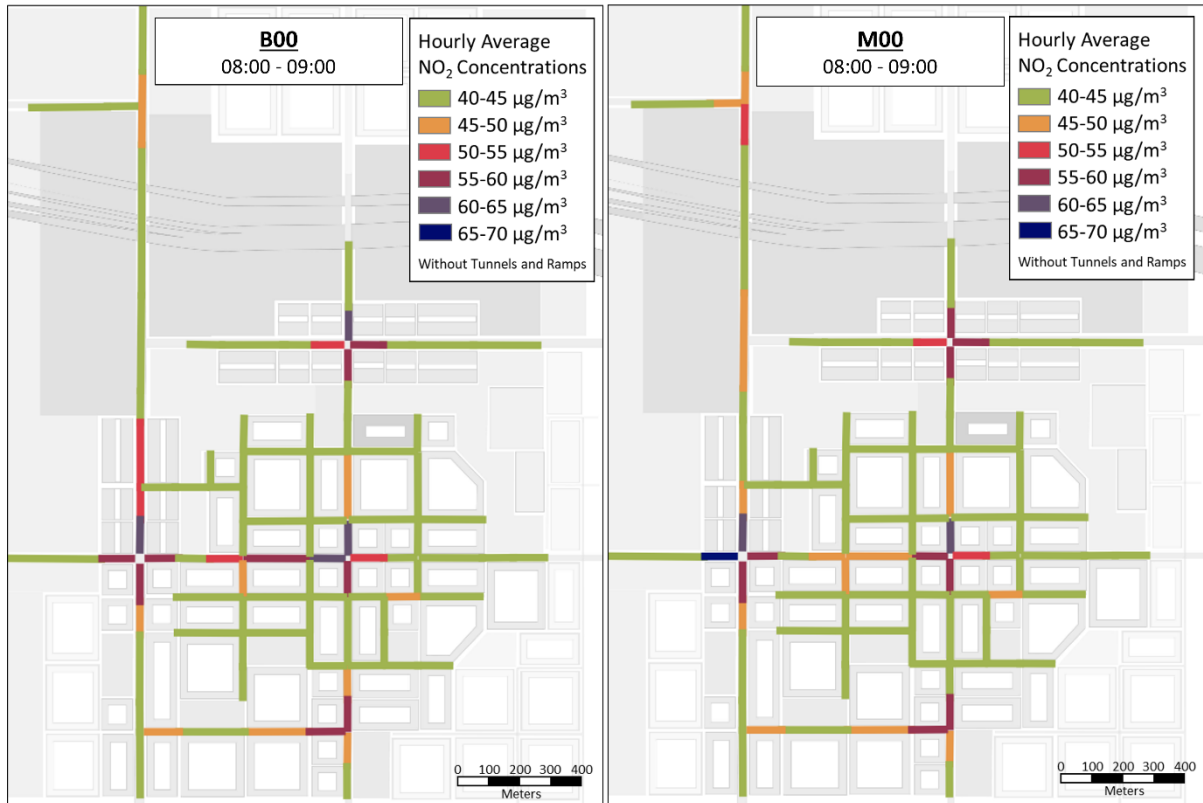 B00
08:00 - 09:00
Hourly Average
NO₂ Concentrations
40-45 µg/m³
45-50 µg/m³
50-55 µg/m³
55-60 µg/m³
60-65 µg/m³
65-70 µg/m³
Without Tunnels and Ramps
0 100 200 300 400
Meters
M00
08:00 - 09:00
Hourly Average
NO₂ Concentrations
40-45 µg/m³
45-50 µg/m³
50-55 µg/m³
55-60 µg/m³
60-65 µg/m³
65-70 µg/m³
Without Tunnels and Ramps
0 100 200 300 400
Meters